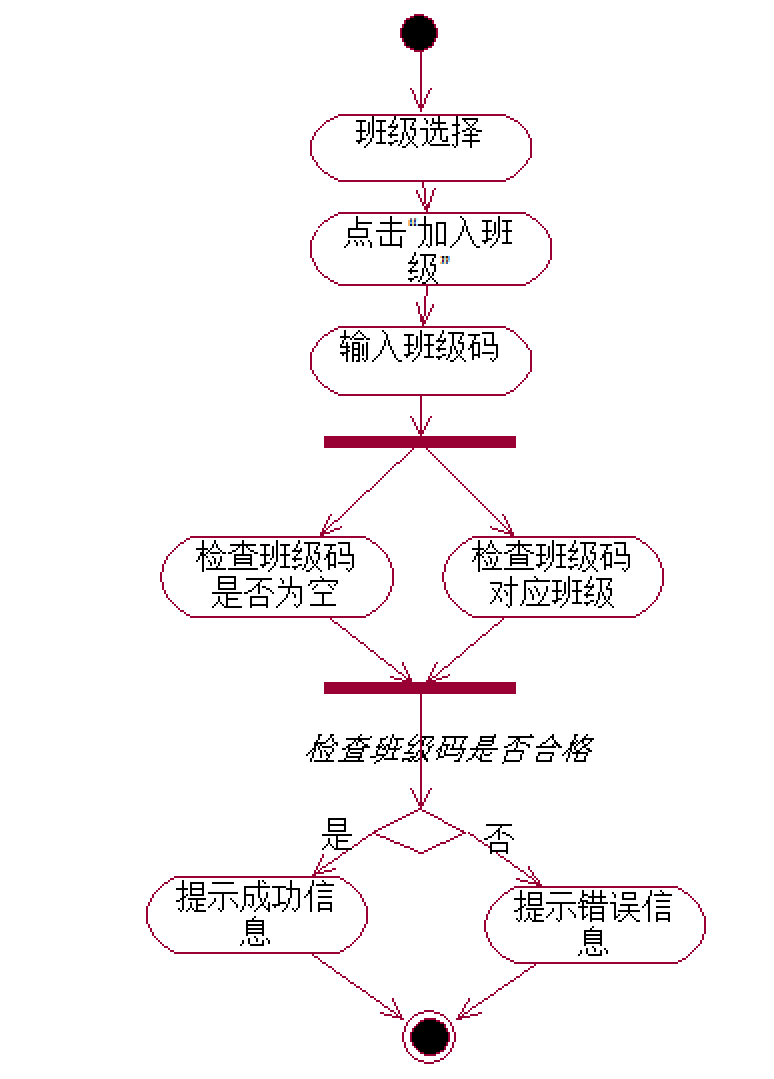 班级选择
点击“加入班
级”
输入班级码
检查班级码
是否为空
检查班级码
对应班级
检查班级码是否合格
是
否
提示成功信
息
提示错误信
息